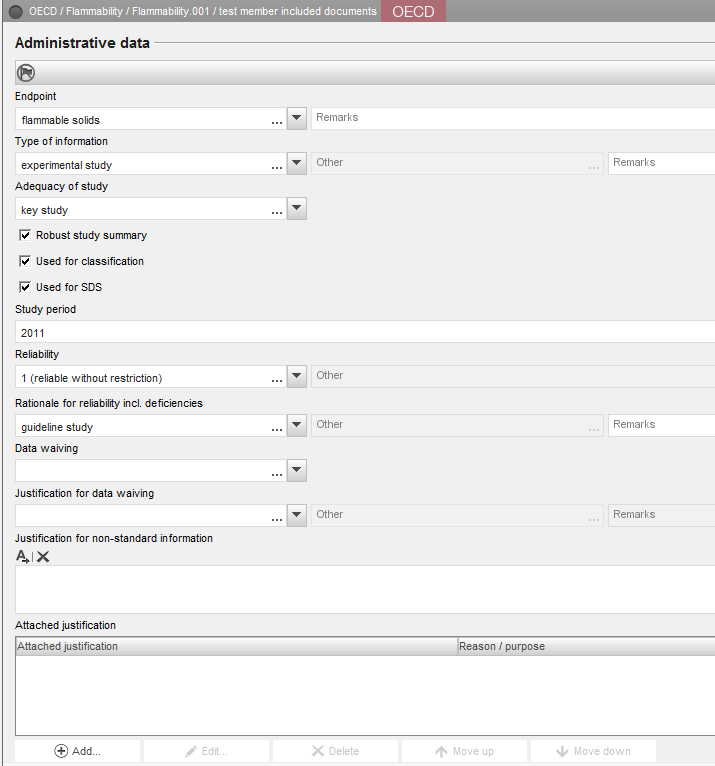 OECD / Flammability / Flammability.001 / test member included documents OECD
Administrative data
Endpoint
flammable solids ... Remarks
Type of information
experimental study ... Other ... Remarks
Adequacy of study
key study ...
Robust study summary
Used for classification
Used for SDS
Study period
2011
Reliability
1 (reliable without restriction) ... Other
Rationale for reliability incl. deficiencies
guideline study ... Other ... Remarks
Data waiving
...
Justification for data waiving
... Other ... Remarks
Justification for non-standard information
A
Attached justification
Attached justification Reason / purpose
Add... Edit... Delete Move up Move down